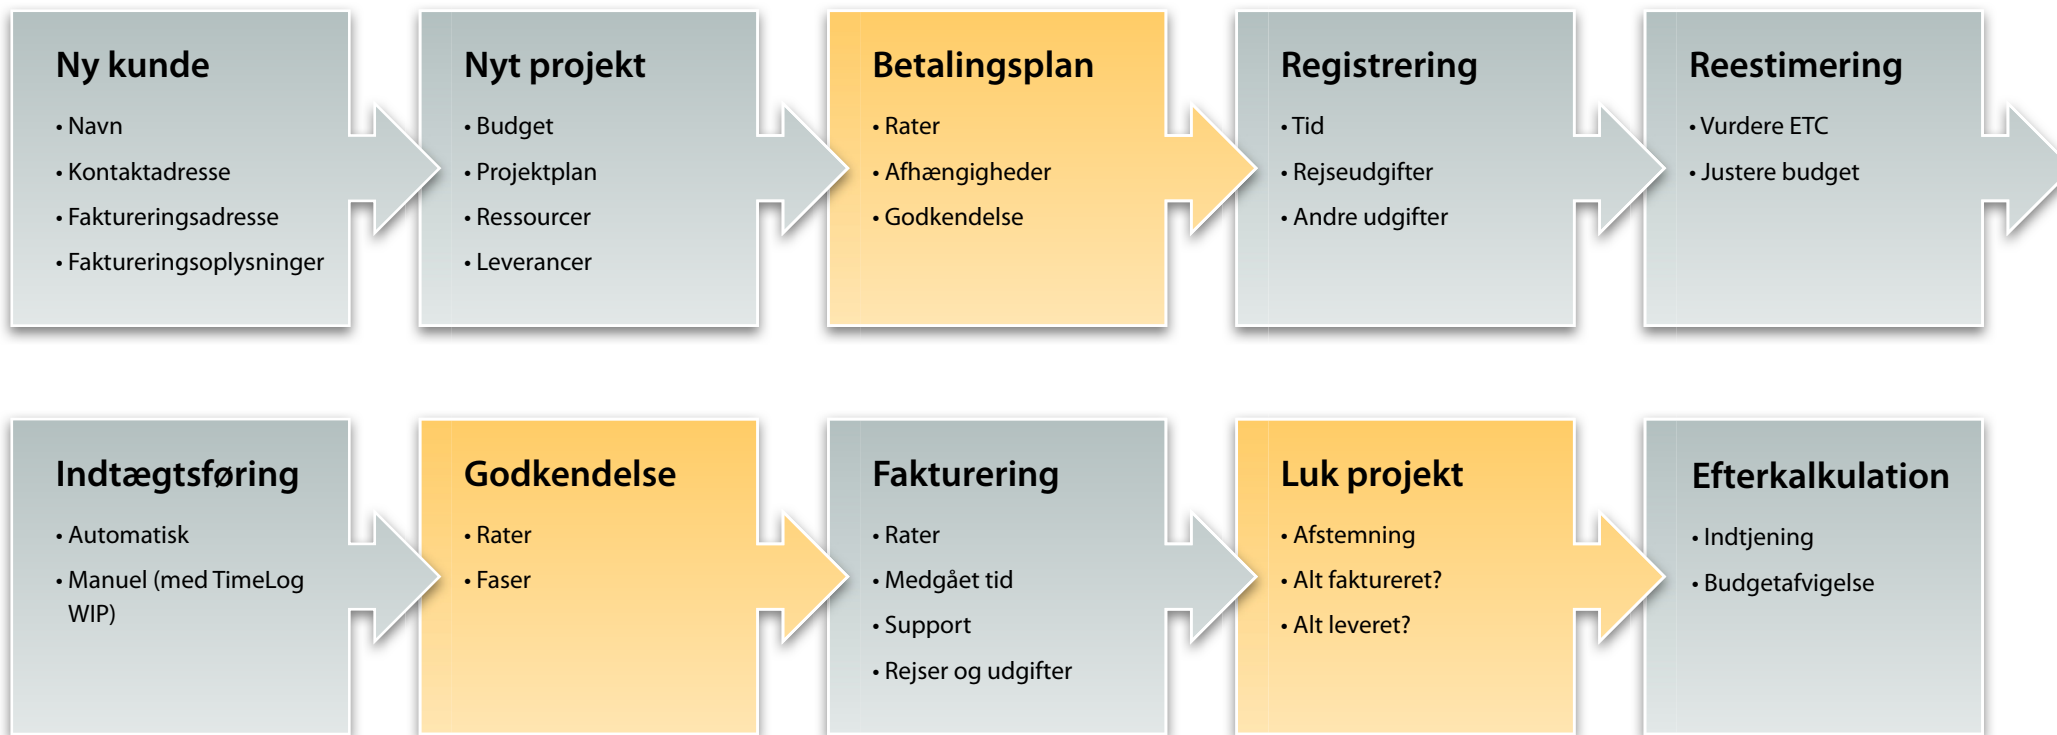 Ny kunde
• Navn
• Kontaktadresse
• Faktureringsadresse
• Faktureringsoplysninger
Nyt projekt
• Budget
• Projektplan
• Ressourcer
• Leverancer
Betalingsplan
• Rater
• Afhængigheder
• Godkendelse
Registrering
• Tid
• Rejseudgifter
• Andre udgifter
Reestimering
• Vurdere ETC
• Justere budget
Indtægtsføring
• Automatisk
• Manuel (med TimeLog
WIP)
Godkendelse
• Rater
• Faser
Fakturering
• Rater
• Medgået tid
• Support
• Rejser og udgifter
Luk projekt
• Afstemning
• Alt faktureret?
• Alt leveret?
Efterkalkulation
• Indtjening
• Budgetafvigelse